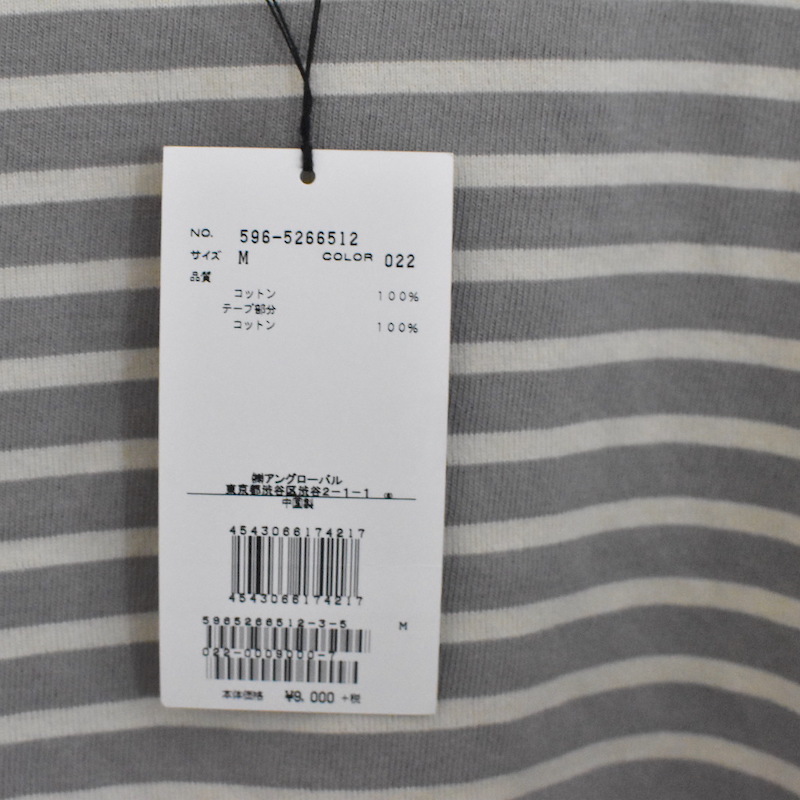 NO. 596-5266512
サイズ M COLOR 022
品質
コットン 100%
テープ部分
コットン 100%
㈱アングローバル
東京都渋谷区渋谷2-1-1
中国製
4543066174217
4543066174217
5965266512-3-5 M
022-0009000-7
本体価格 ¥9,000 +税